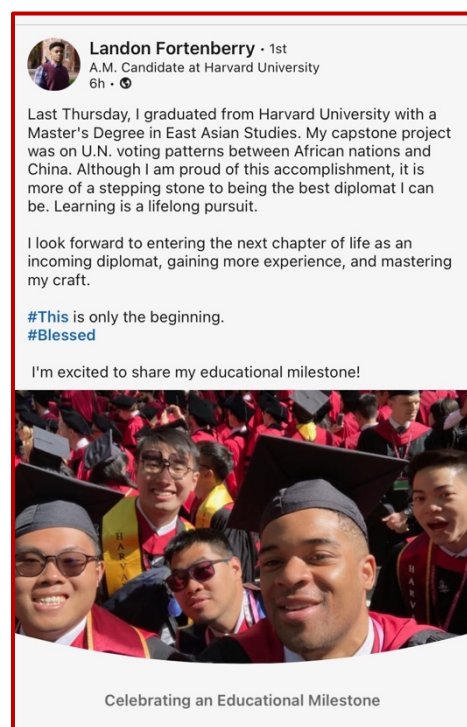 Landon Fortenberry · 1st
A.M. Candidate at Harvard University
6h ·
Last Thursday, I graduated from Harvard University with a
Master's Degree in East Asian Studies. My capstone project
was on U.N. voting patterns between African nations and
China. Although I am proud of this accomplishment, it is
more of a stepping stone to being the best diplomat I can
be. Learning is a lifelong pursuit.
I look forward to entering the next chapter of life as an
incoming diplomat, gaining more experience, and mastering
my craft.
#This is only the beginning.
#Blessed
I'm excited to share my educational milestone!
HARVA
HARVA
Celebrating an Educational Milestone